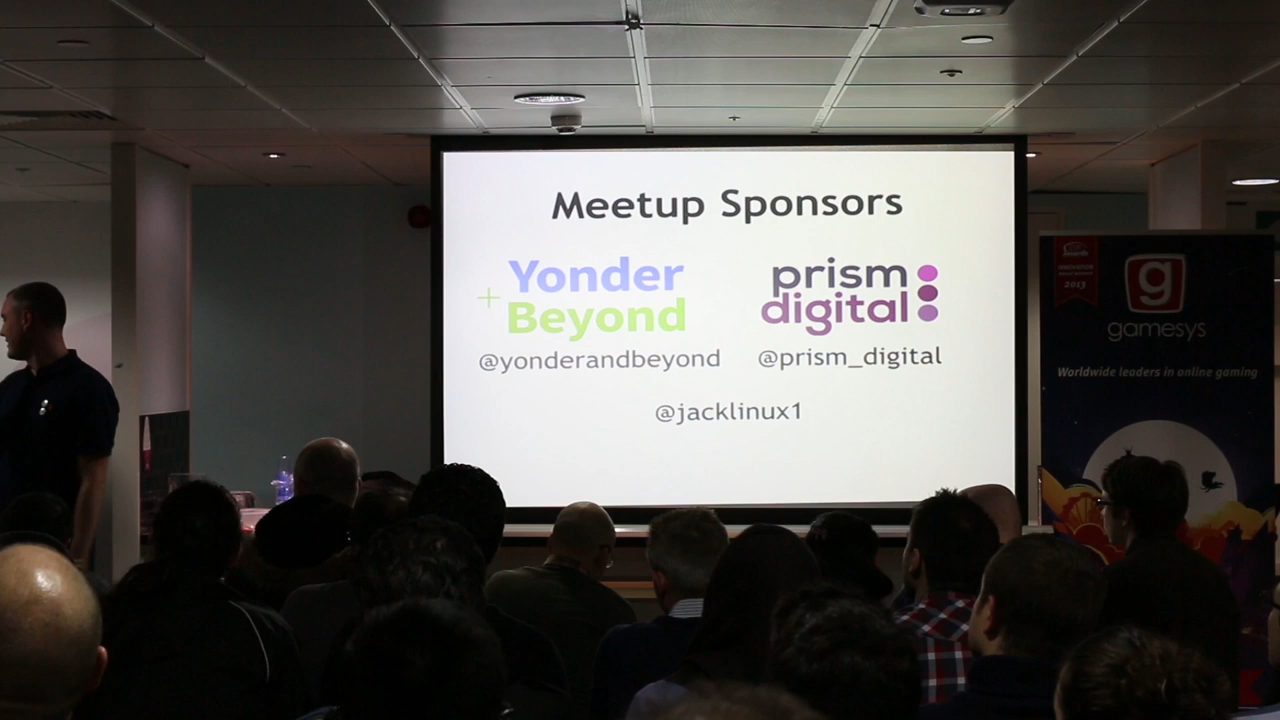 Meetup Sponsors
Yonder
+
Beyond
prism
digital
@yonderandbeyond
@prism_digital
@jacklinux1
2013
g
gamesys
Worldwide leaders in online gaming